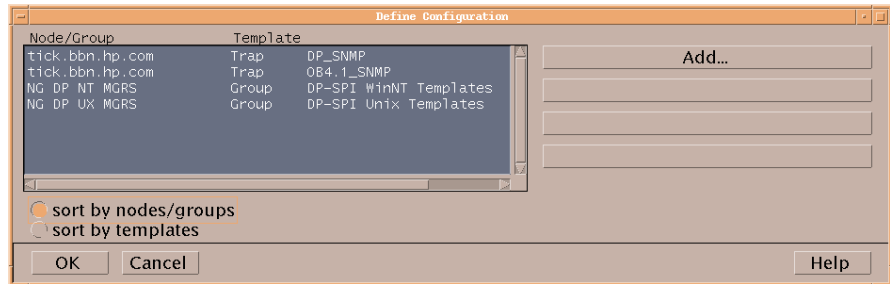 Define Configuration
Node/Group Template
tick.bbn.hp.com Trap DP_SNMP
tick.bbn.hp.com Trap OB4.1_SNMP
NG DP NT MGRS Group DP-SPI WinNT Templates
NG DP UX MGRS Group DP-SPI Unix Templates
Add...
sort by nodes/groups
sort by templates
OK Cancel Help